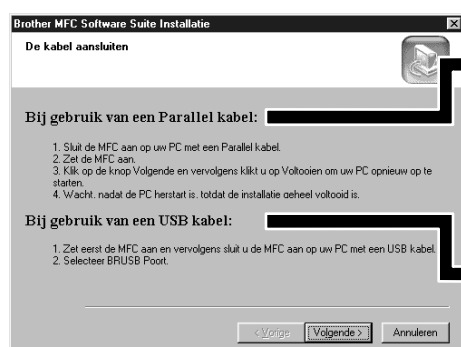 Brother MFC Software Suite Installatie
De kabel aansluiten
Bij gebruik van een Parallel kabel:
1. Sluit de MFC aan op uw PC met een Parallel kabel.
2. Zet de MFC aan.
3. Klik op de knop Volgende en vervolgens klikt u op Voltooien om uw PC opnieuw op te
starten.
4. Wacht, nadat de PC herstart is, totdat de installatie geheel voltooid is.
Bij gebruik van een USB kabel:
1. Zet eerst de MFC aan en vervolgens sluit u de MFC aan op uw PC met een USB kabel.
2. Selecteer BRUSB Poort.
< Vorige Volgende > Annuleren